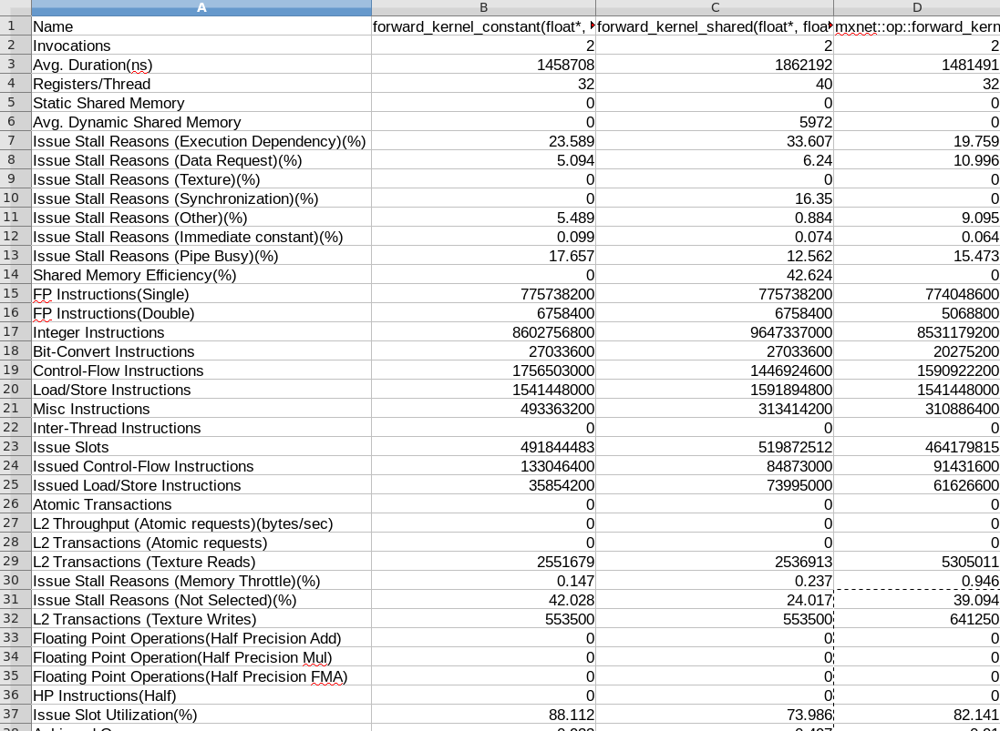 A B C D
1 Name forward_kernel_constant(float*, forward_kernel_shared(float*, floa mxnet::op::forward_kern
2 Invocations 2 2 2
3 Avg. Duration(ns) 1458708 1862192 1481491
4 Registers/Thread 32 40 32
5 Static Shared Memory 0 0 0
6 Avg. Dynamic Shared Memory 0 5972 0
7 Issue Stall Reasons (Execution Dependency)(%) 23.589 33.607 19.759
8 Issue Stall Reasons (Data Request)(%) 5.094 6.24 10.996
9 Issue Stall Reasons (Texture)(%) 0 0 0
10 Issue Stall Reasons (Synchronization)(%) 0 16.35 0
11 Issue Stall Reasons (Other)(%) 5.489 0.884 9.095
12 Issue Stall Reasons (Immediate constant)(%) 0.099 0.074 0.064
13 Issue Stall Reasons (Pipe Busy)(%) 17.657 12.562 15.473
14 Shared Memory Efficiency(%) 0 42.624 0
15 FP Instructions(Single) 775738200 775738200 774048600
16 FP Instructions(Double) 6758400 6758400 5068800
17 Integer Instructions 8602756800 9647337000 8531179200
18 Bit-Convert Instructions 27033600 27033600 20275200
19 Control-Flow Instructions 1756503000 1446924600 1590922200
20 Load/Store Instructions 1541448000 1591894800 1541448000
21 Misc Instructions 493363200 313414200 310886400
22 Inter-Thread Instructions 0 0 0
23 Issue Slots 491844483 519872512 464179815
24 Issued Control-Flow Instructions 133046400 84873000 91431600
25 Issued Load/Store Instructions 35854200 73995000 61626600
26 Atomic Transactions 0 0 0
27 L2 Throughput (Atomic requests)(bytes/sec) 0 0 0
28 L2 Transactions (Atomic requests) 0 0 0
29 L2 Transactions (Texture Reads) 2551679 2536913 5305011
30 Issue Stall Reasons (Memory Throttle)(%) 0.147 0.237 0.946
31 Issue Stall Reasons (Not Selected)(%) 42.028 24.017 39.094
32 L2 Transactions (Texture Writes) 553500 553500 641250
33 Floating Point Operations(Half Precision Add) 0 0 0
34 Floating Point Operation(Half Precision Mul) 0 0 0
35 Floating Point Operations(Half Precision FMA) 0 0 0
36 HP Instructions(Half) 0 0 0
37 Issue Slot Utilization(%) 88.112 73.986 82.141